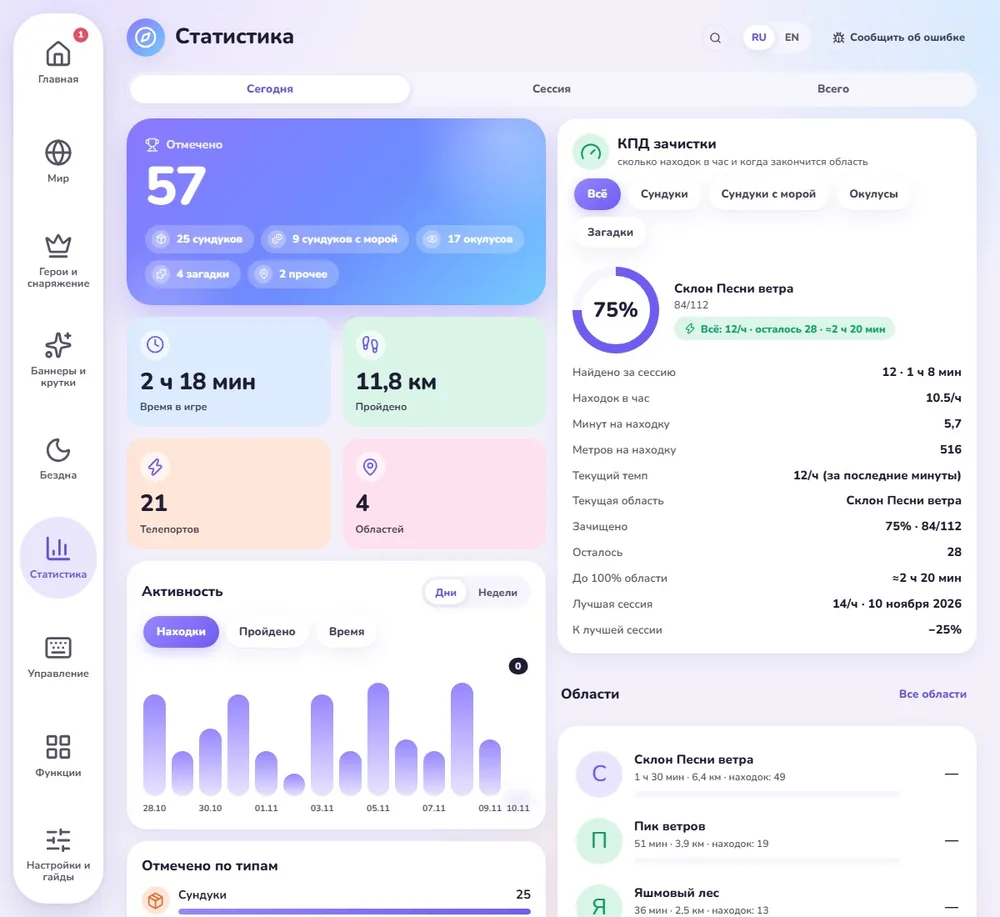 1
Главная
Мир
Герои и
снаряжение
Баннеры и
крутки
Бездна
Статистика
Управление
Функции
Настройки и
гайды
Статистика
RU
EN
Сообщить об ошибке
Сегодня
Сессия
Всего
Отмечено
57
25 сундуков
9 сундуков с морой
17 окулусов
4 загадки
2 прочее
2 ч 18 мин
Время в игре
11,8 км
Пройдено
21
Телепортов
4
Областей
Активность
Дни
Недели
Находки
Пройдено
Время
0
28.10
30.10
01.11
03.11
05.11
07.11
09.11
10.11
Отмечено по типам
Сундуки
25
КПД зачистки
сколько находок в час и когда закончится область
Всё
Сундуки
Сундуки с морой
Окулусы
Загадки
75%
Склон Песни ветра
84/112
Всё: 12/ч · осталось 28 · ≈2 ч 20 мин
Найдено за сессию 12 · 1 ч 8 мин
Находок в час 10.5/ч
Минут на находку 5,7
Метров на находку 516
Текущий темп 12/ч (за последние минуты)
Текущая область Склон Песни ветра
Зачищено 75% · 84/112
Осталось 28
До 100% области ≈2 ч 20 мин
Лучшая сессия 14/ч · 10 ноября 2026
К лучшей сессии −25%
Области
Все области
С
Склон Песни ветра
1 ч 30 мин · 6,4 км · находок: 49
—
П
Пик ветров
51 мин · 3,9 км · находок: 19
—
Я
Яшмовый лес
36 мин · 2,5 км · находок: 13
—